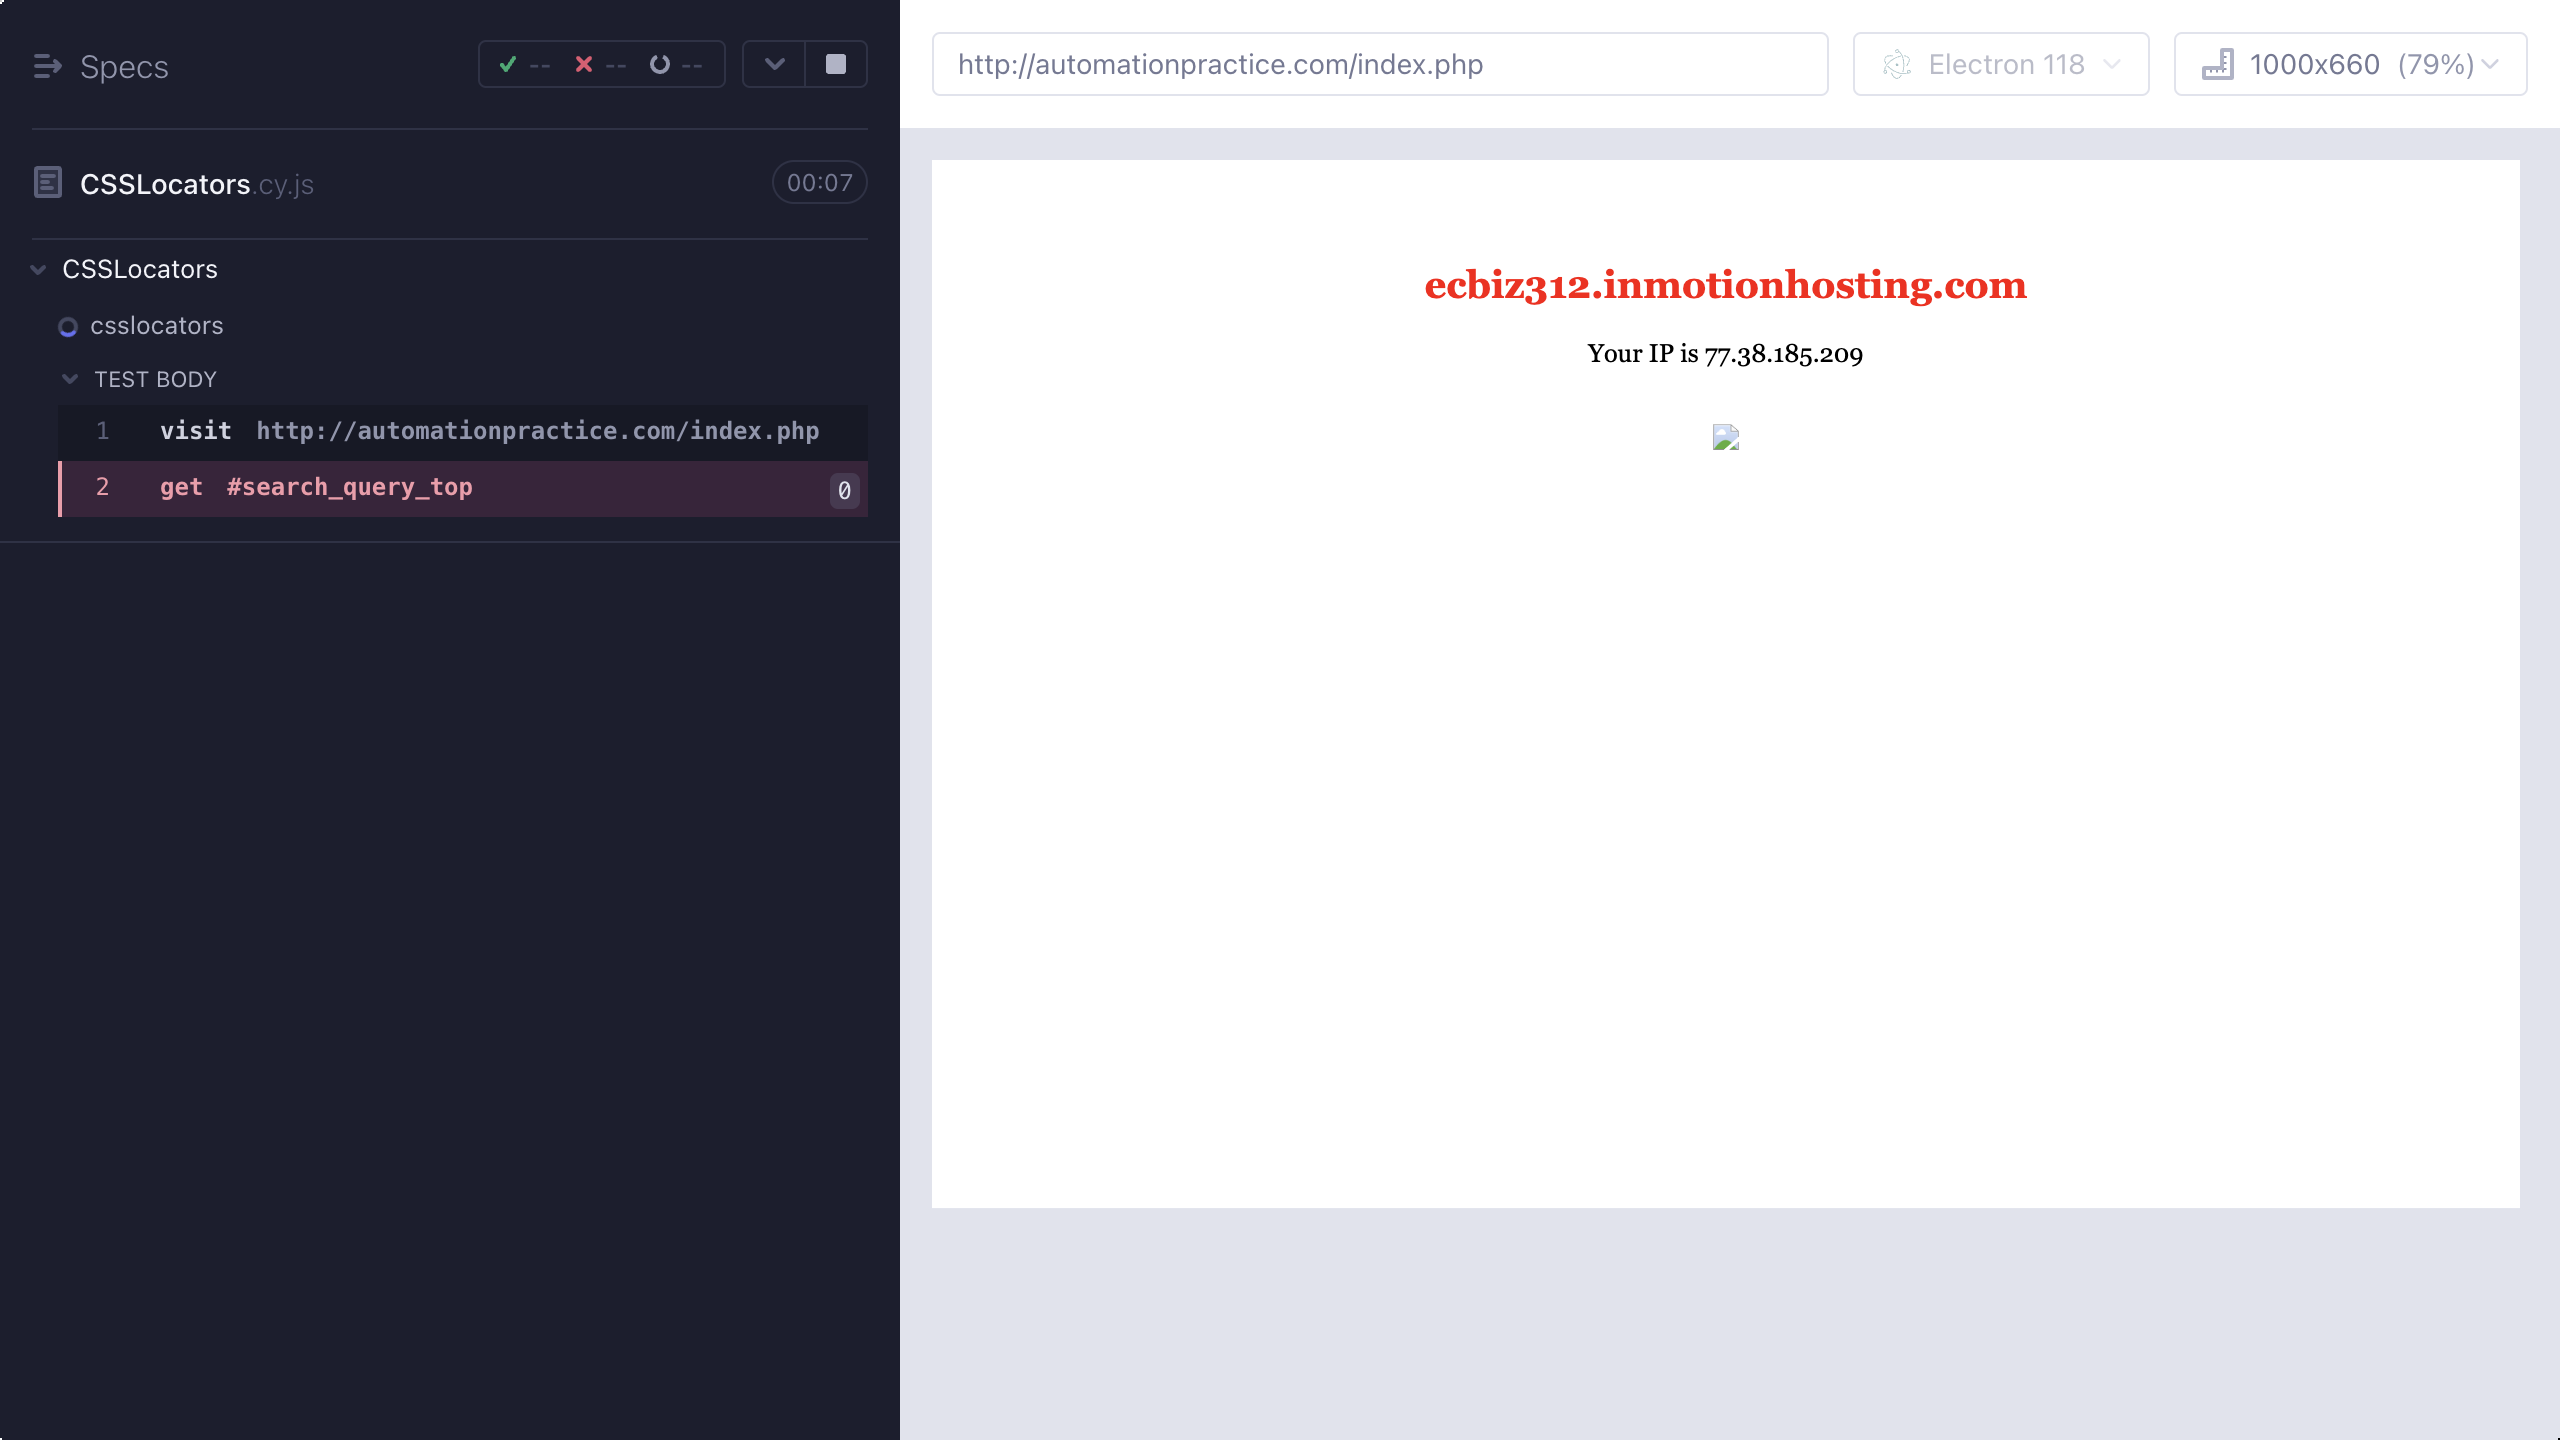 Specs
-- -- --
CSSLocators.cy.js
00:07
CSSLocators
csslocators
TEST BODY
1 visit http://automationpractice.com/index.php
2 get #search_query_top 0
http://automationpractice.com/index.php
Electron 118
1000x660 (79%)
ecbiz312.inmotionhosting.com
Your IP is 77.38.185.209